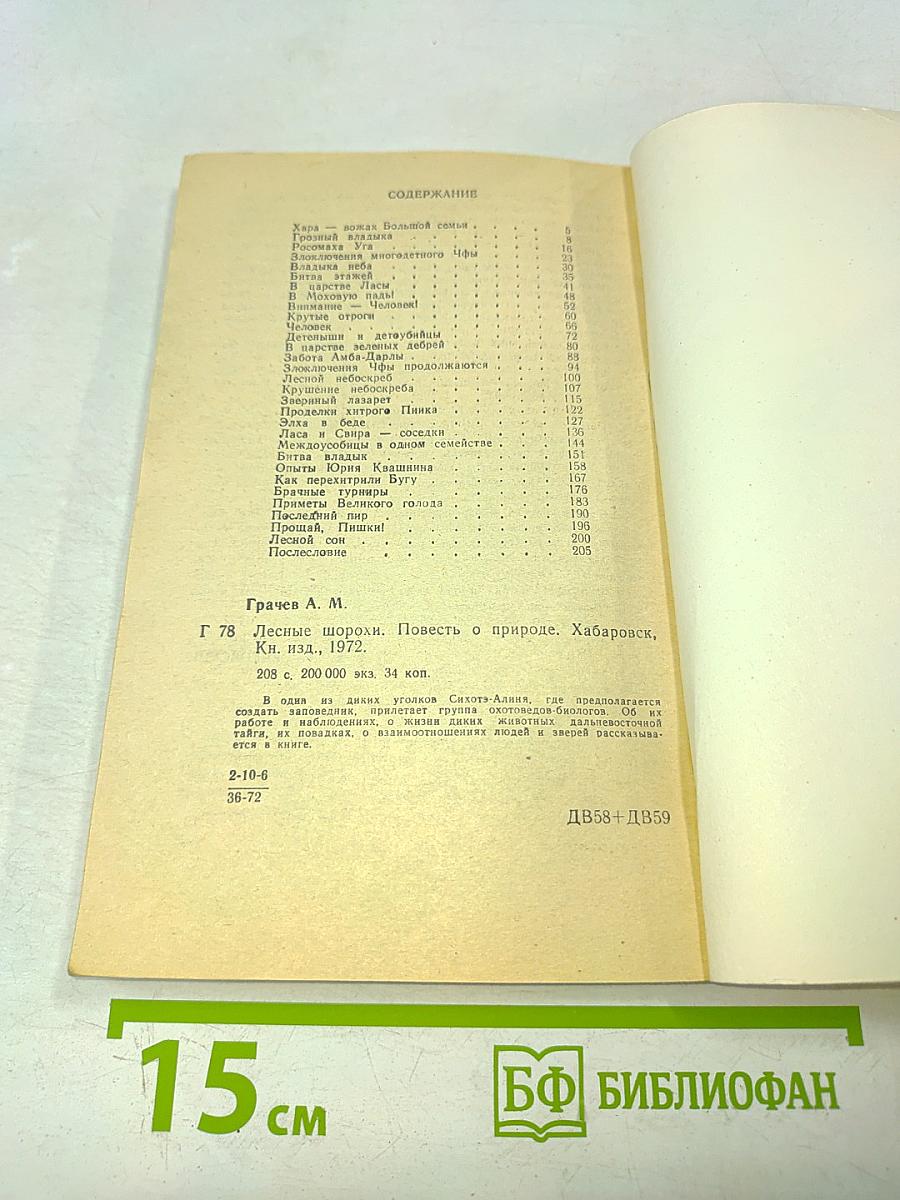 СОДЕРЖАНИЕ
Хара — вожак Большой семьи . . . . 5
Грозный владыка . . . . . . . 8
Росомаха Уга . . . . . . . 16
Злоключения многодетного Чфы . . . . 23
Владыка неба . . . . . . . 30
Битва этажей . . . . . . . 35
В царстве Ласы . . . . . . . 41
В Моховую падь! . . . . . . . 48
Внимание — Человек! . . . . . . 52
Крутые отроги . . . . . . . 60
Человек . . . . . . . . 66
Детеныши и детоубийцы . . . . . 72
В царстве зеленых дебрей . . . . . 80
Забота Амба-Дарлы . . . . . . 88
Злоключения Чфы продолжаются . . . . 94
Лесной небоскреб . . . . . . 100
Крушение небоскреба . . . . . . 107
Звериный лазарет . . . . . . 115
Проделки хитрого Пиика . . . . . 122
Элха в беде . . . . . . . 127
Ласа и Свира — соседки . . . . . 136
Междоусобицы в одном семействе . . . 144
Битва владык . . . . . . . 151
Опыты Юрия Квашнина . . . . . 158
Как перехитрили Бугу . . . . . . 167
Брачные турниры . . . . . . 176
Приметы Великого голода . . . . . 183
Последний пир . . . . . . . 190
Прощай, Пишки! . . . . . . 196
Лесной сон . . . . . . . . 200
Послесловие . . . . . . . 205
Грачев А. М.
Г 78 Лесные шорохи. Повесть о природе. Хабаровск,
Кн. изд., 1972.
208 с. 200 000 экз. 34 коп.
В один из диких уголков Сихотэ-Алиня, где предполагается
создать заповедник, прилетает группа охотоведов-биологов. Об их
работе и наблюдениях, о жизни диких животных дальневосточной
тайги, их повадках, о взаимоотношениях людей и зверей рассказыва-
ется в книге.
2-10-6
36-72
ДВ58+ДВ59
15 см
БФ БИБЛИОФАН